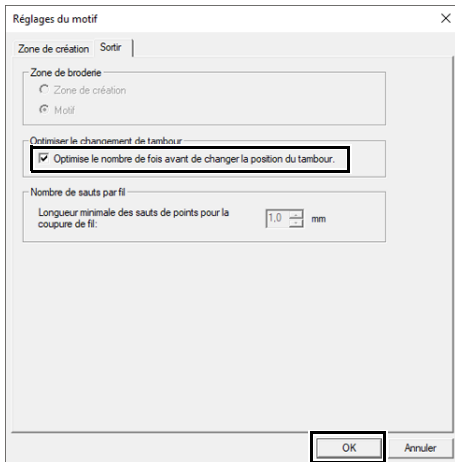 Réglages du motif
Zone de création
Sortir
Zone de broderie
Zone de création
Motif
Optimiser le changement de tambour
Optimise le nombre de fois avant de changer la position du tambour.
Nombre de sauts par fil
Longueur minimale des sauts de points pour la
coupure de fil:
1,0 mm
OK
Annuler